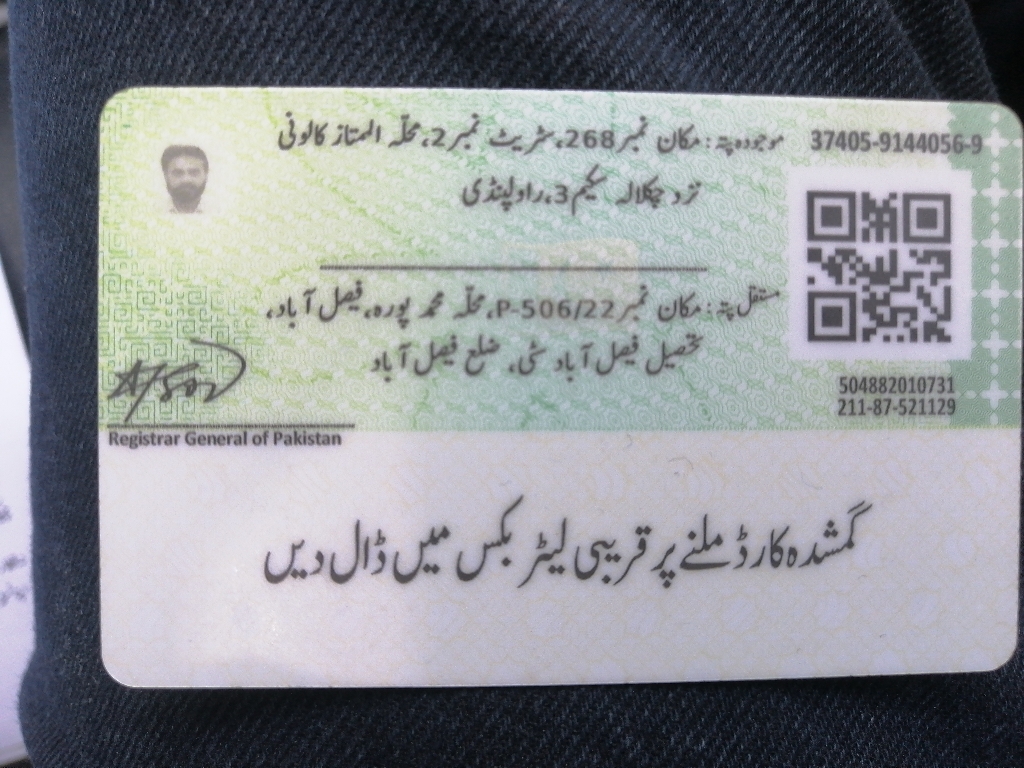 موجودہ پتہ: مکان نمبر 268، سٹریٹ نمبر 2، محلّہ الممتاز کالونی
نزد چکلالہ سکیم 3، راولپنڈی
37405-9144056-9
مستقل پتہ: مکان نمبر P-506/22، محلّہ محمد پورہ، فیصل آباد،
تحصیل فیصل آباد سٹی، ضلع فیصل آباد
504882010731
211-87-521129
Registrar General of Pakistan
گمشدہ کارڈ ملنے پر قریبی لیٹر بکس میں ڈال دیں